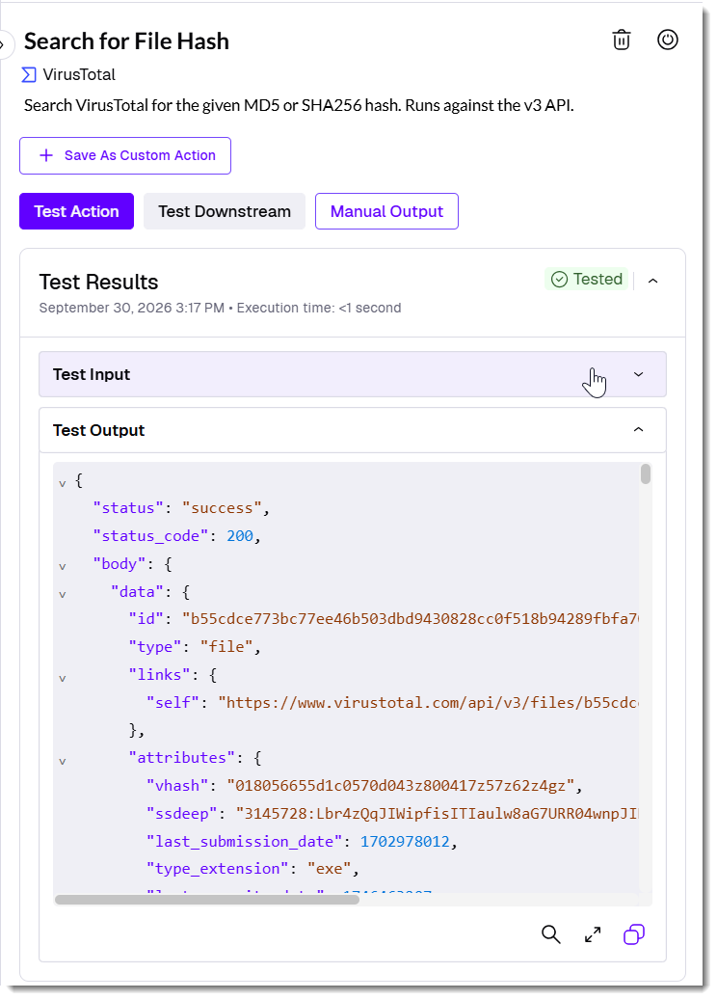 Search for File Hash
VirusTotal
Search VirusTotal for the given MD5 or SHA256 hash. Runs against the v3 API.
+ Save As Custom Action
Test Action Test Downstream Manual Output
Test Results Tested
September 30, 2026 3:17 PM • Execution time: <1 second
Test Input
Test Output
{
"status": "success",
"status_code": 200,
"body": {
"data": {
"id": "b55cdce773bc77ee46b503dbd9430828cc0f518b94289fbfa7
"type": "file",
"links": {
"self": "https://www.virustotal.com/api/v3/files/b55cdc
},
"attributes": {
"vhash": "018056655d1c0570d043z800417z57z62z4gz",
"ssdeep": "3145728:Lbr4zQqJIWipfisITIaulw8aG7URR04wnpJI
"last_submission_date": 1702978012,
"type_extension": "exe",